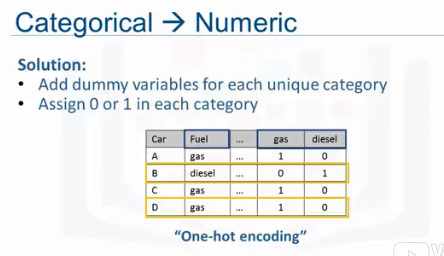 Categorical → Numeric
Solution:
• Add dummy variables for each unique category
• Assign 0 or 1 in each category
Car Fuel ... gas diesel
A gas ... 1 0
B diesel ... 0 1
C gas ... 1 0
D gas ... 1 0
“One-hot encoding”